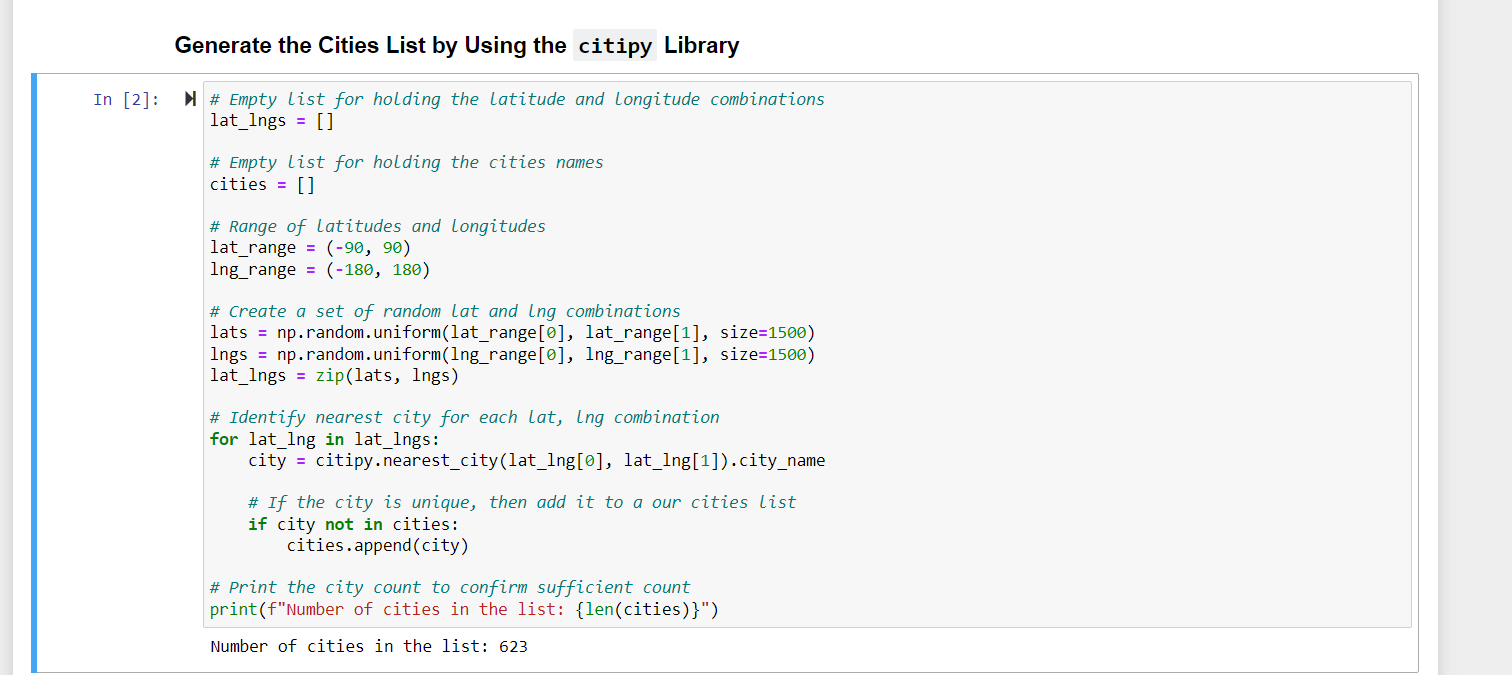 Generate the Cities List by Using the citipy Library
In [2]:
# Empty list for holding the latitude and longitude combinations
lat_lngs = []
# Empty list for holding the cities names
cities = []
# Range of latitudes and longitudes
lat_range = (-90, 90)
lng_range = (-180, 180)
# Create a set of random lat and lng combinations
lats = np.random.uniform(lat_range[0], lat_range[1], size=1500)
lngs = np.random.uniform(lng_range[0], lng_range[1], size=1500)
lat_lngs = zip(lats, lngs)
# Identify nearest city for each lat, lng combination
for lat_lng in lat_lngs:
    city = citipy.nearest_city(lat_lng[0], lat_lng[1]).city_name
    # If the city is unique, then add it to a our cities list
    if city not in cities:
        cities.append(city)
# Print the city count to confirm sufficient count
print(f"Number of cities in the list: {len(cities)}")
Number of cities in the list: 623